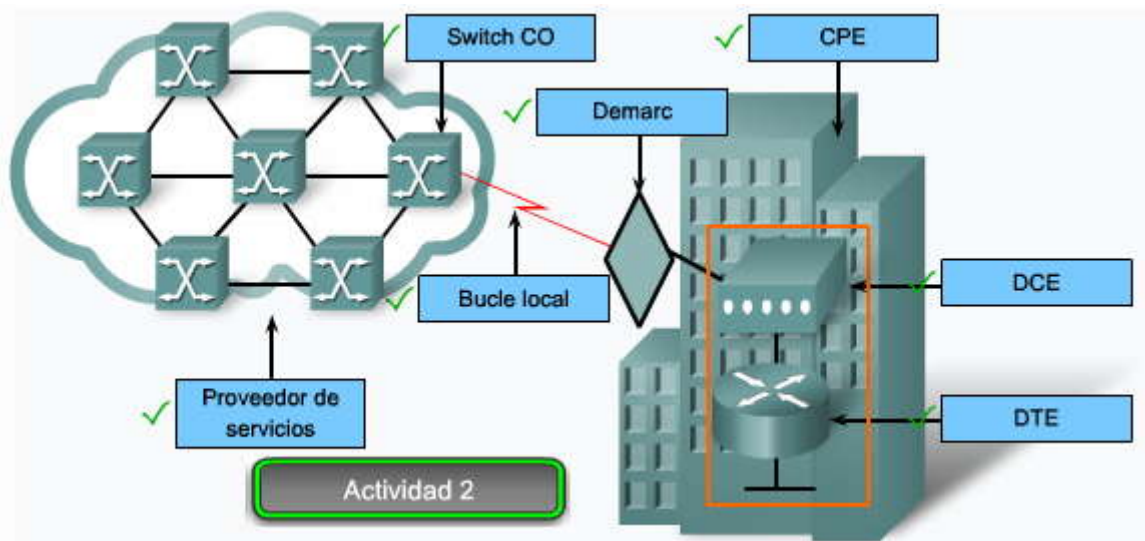 Switch CO
CPE
Demarc
Bucle local
DCE
Proveedor de
servicios
DTE
Actividad 2